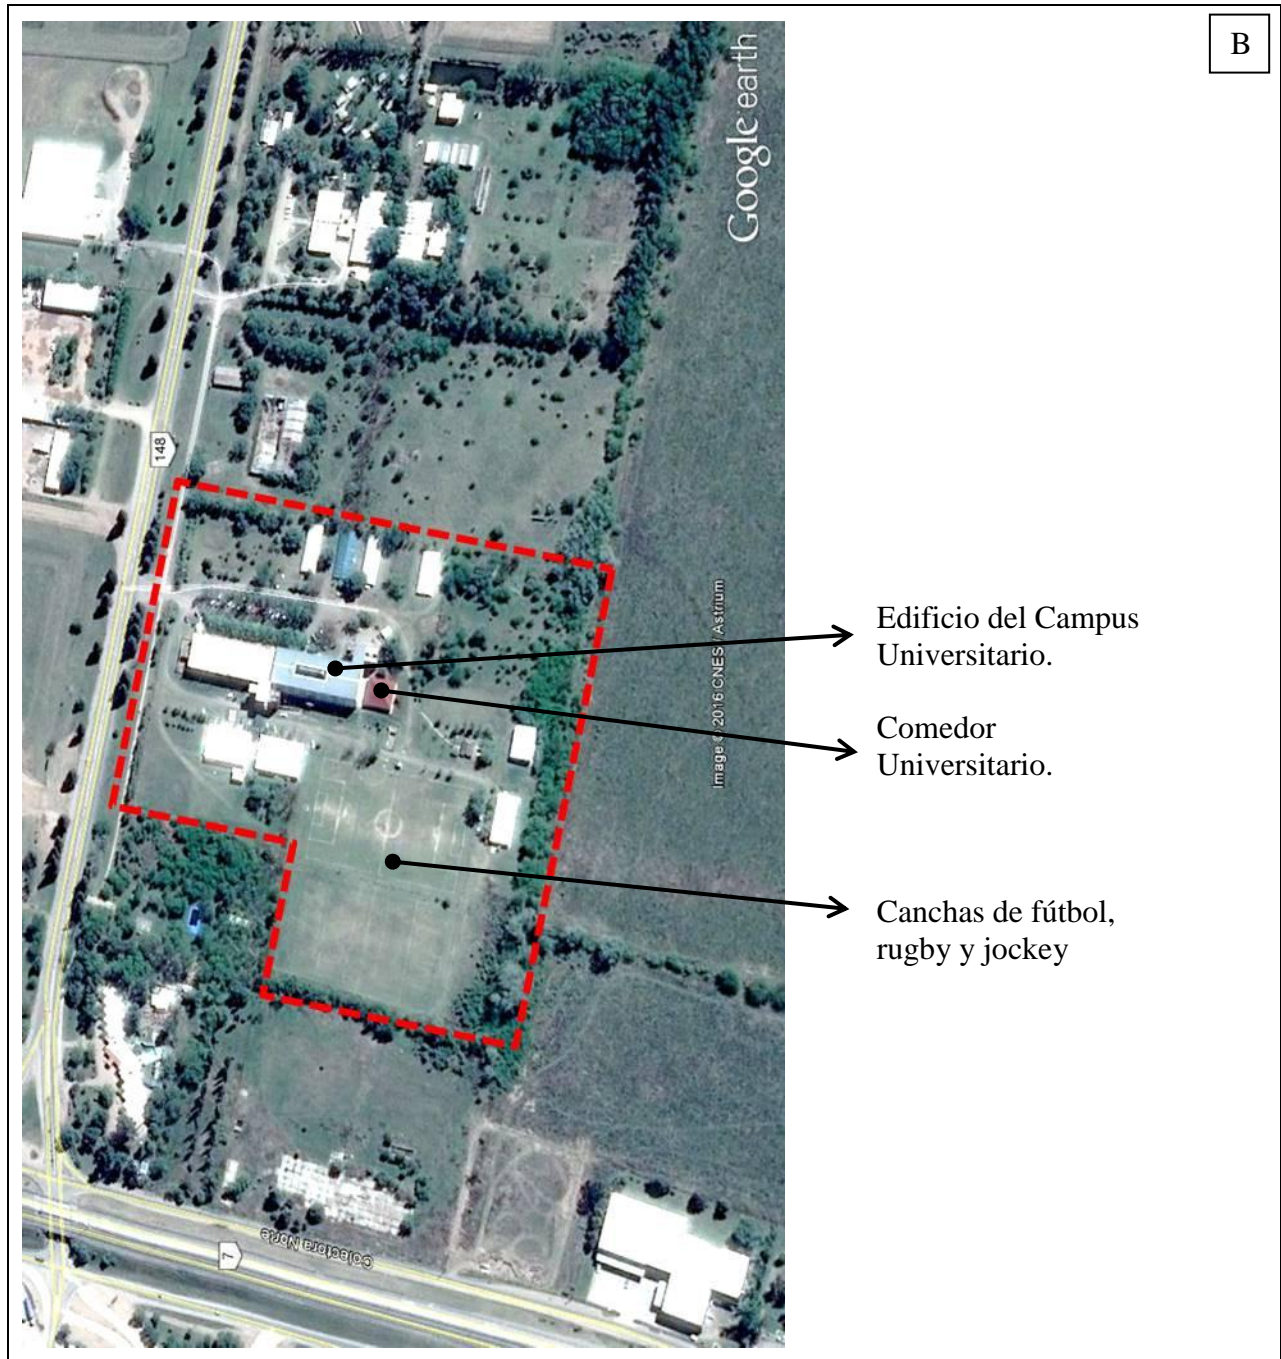 B
Google earth
148
Image © 2016 CNES / Astrium
Edificio del Campus
Universitario.
Comedor
Universitario.
Canchas de fútbol,
rugby y jockey
Colectora Norte
7